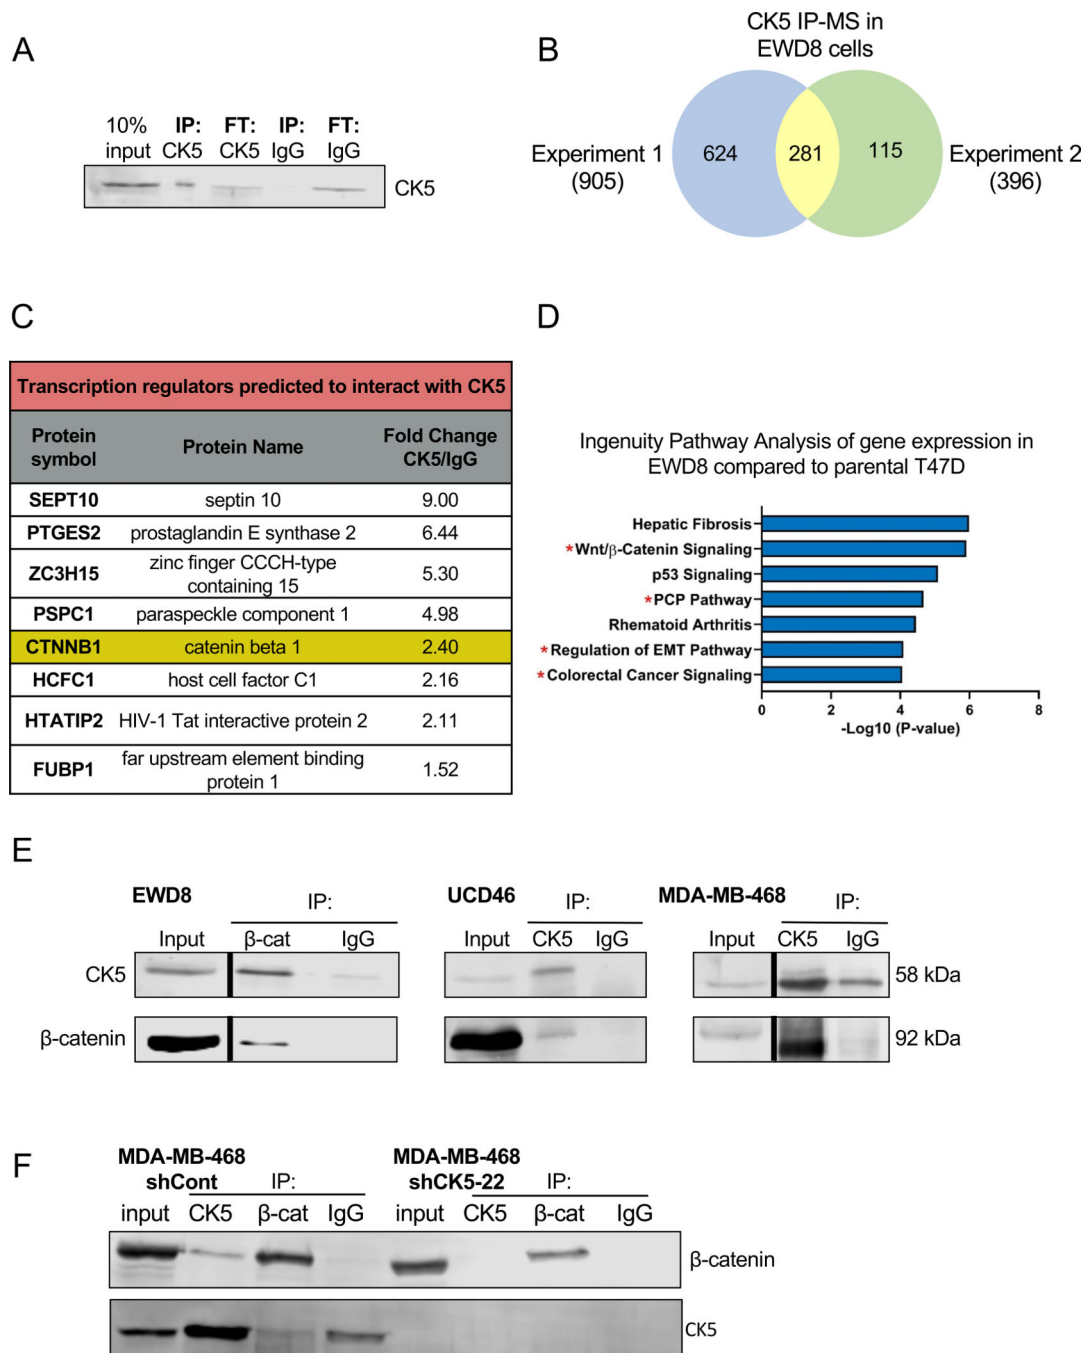 A
10% IP: FT: IP: FT:
input CK5 CK5 IgG IgG
CK5
B
CK5 IP-MS in
EWD8 cells
Experiment 1
(905)
624
281
115
Experiment 2
(396)
C
Transcription regulators predicted to interact with CK5
Protein symbol Protein Name Fold Change CK5/IgG
SEPT10 septin 10 9.00
PTGES2 prostaglandin E synthase 2 6.44
ZC3H15 zinc finger CCCH-type containing 15 5.30
PSPC1 paraspeckle component 1 4.98
CTNNB1 catenin beta 1 2.40
HCFC1 host cell factor C1 2.16
HTATIP2 HIV-1 Tat interactive protein 2 2.11
FUBP1 far upstream element binding protein 1 1.52
D
Ingenuity Pathway Analysis of gene expression in
EWD8 compared to parental T47D
Hepatic Fibrosis
*Wnt/β-Catenin Signaling
p53 Signaling
*PCP Pathway
Rhematoid Arthritis
*Regulation of EMT Pathway
*Colorectal Cancer Signaling
0 2 4 6 8
-Log10 (P-value)
E
EWD8 IP: UCD46 IP: MDA-MB-468 IP:
Input β-cat IgG Input CK5 IgG Input CK5 IgG
CK5 58 kDa
β-catenin 92 kDa
F
MDA-MB-468 MDA-MB-468
shCont IP: shCK5-22 IP:
input CK5 β-cat IgG input CK5 β-cat IgG
β-catenin
CK5